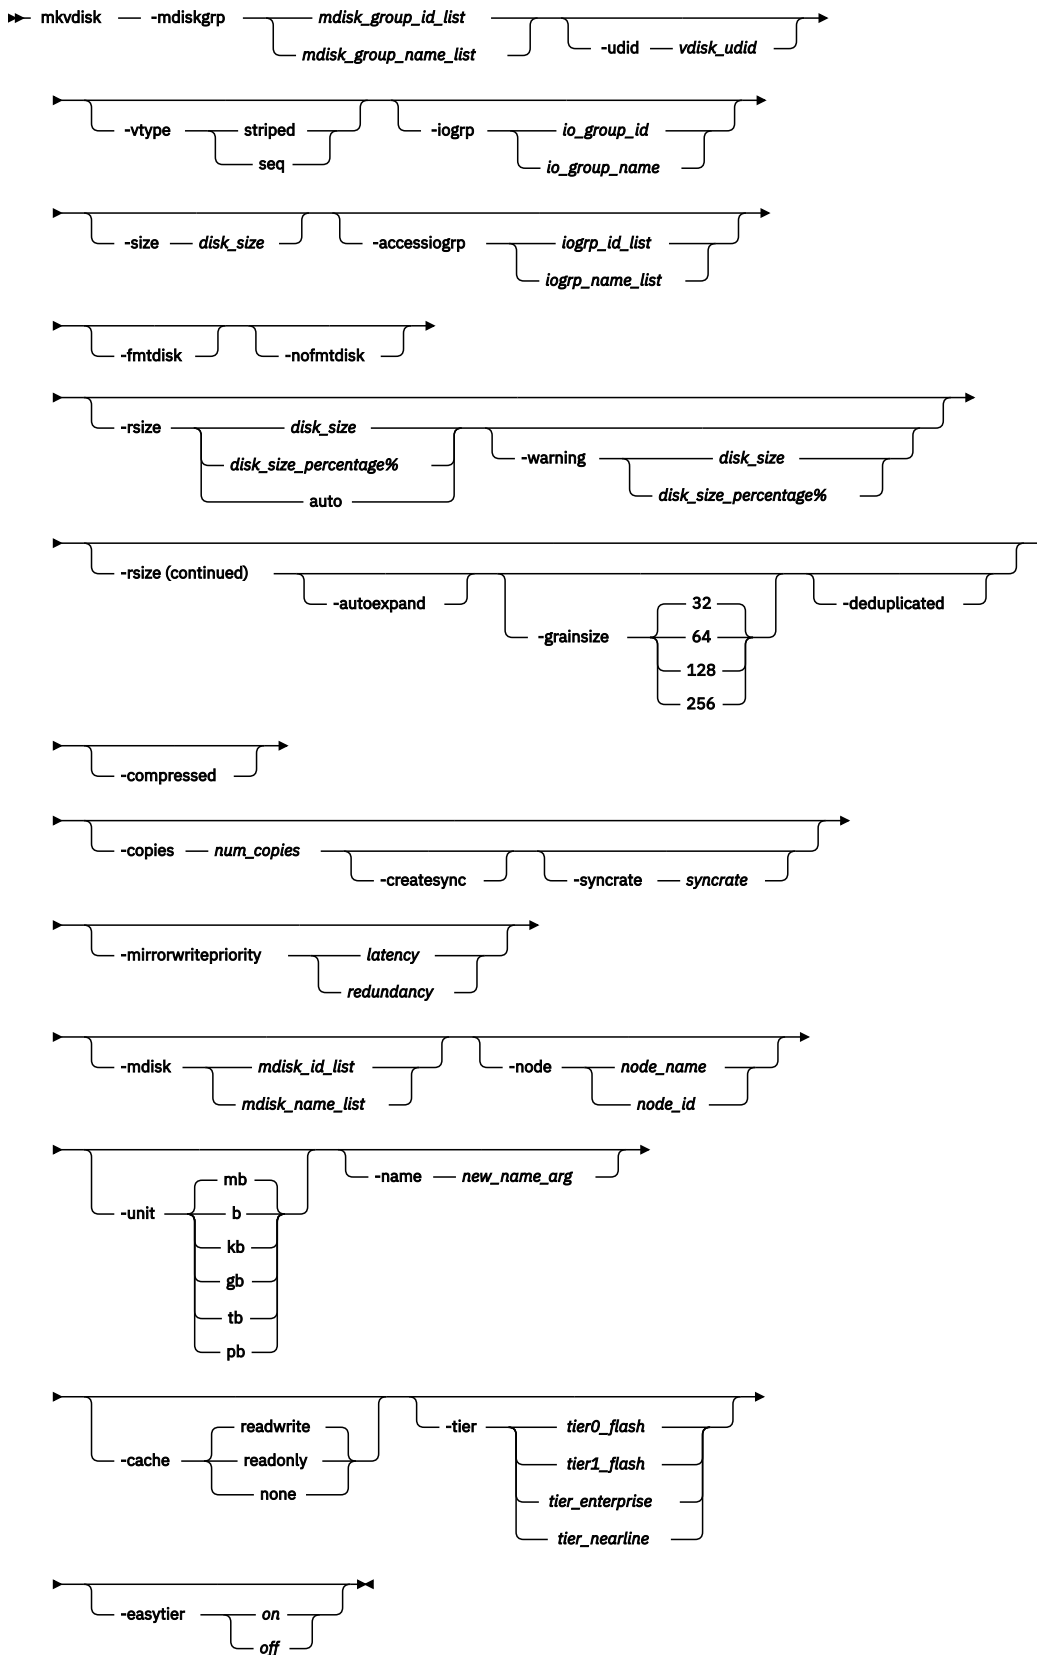 mkvdisk -mdiskgrp mdisk_group_id_list
mdisk_group_name_list -udid vdisk_udid
-vtype striped -iogrp io_group_id
seq io_group_name
-size disk_size -accessiogrp iogrp_id_list
iogrp_name_list
-fmtdisk -nofmtdisk
-rsize disk_size
disk_size_percentage% -warning disk_size
auto disk_size_percentage%
-rsize (continued)
-autoexpand -grainsize 32 -deduplicated
64
128
256
-compressed
-copies num_copies
-createsync -syncrate syncrate
-mirrorwritepriority latency
redundancy
-mdisk mdisk_id_list -node node_name
mdisk_name_list node_id
-unit mb -name new_name_arg
b
kb
gb
tb
pb
-cache readwrite -tier tier0_flash
readonly tier1_flash
none tier_enterprise
tier_nearline
-easytier on
off